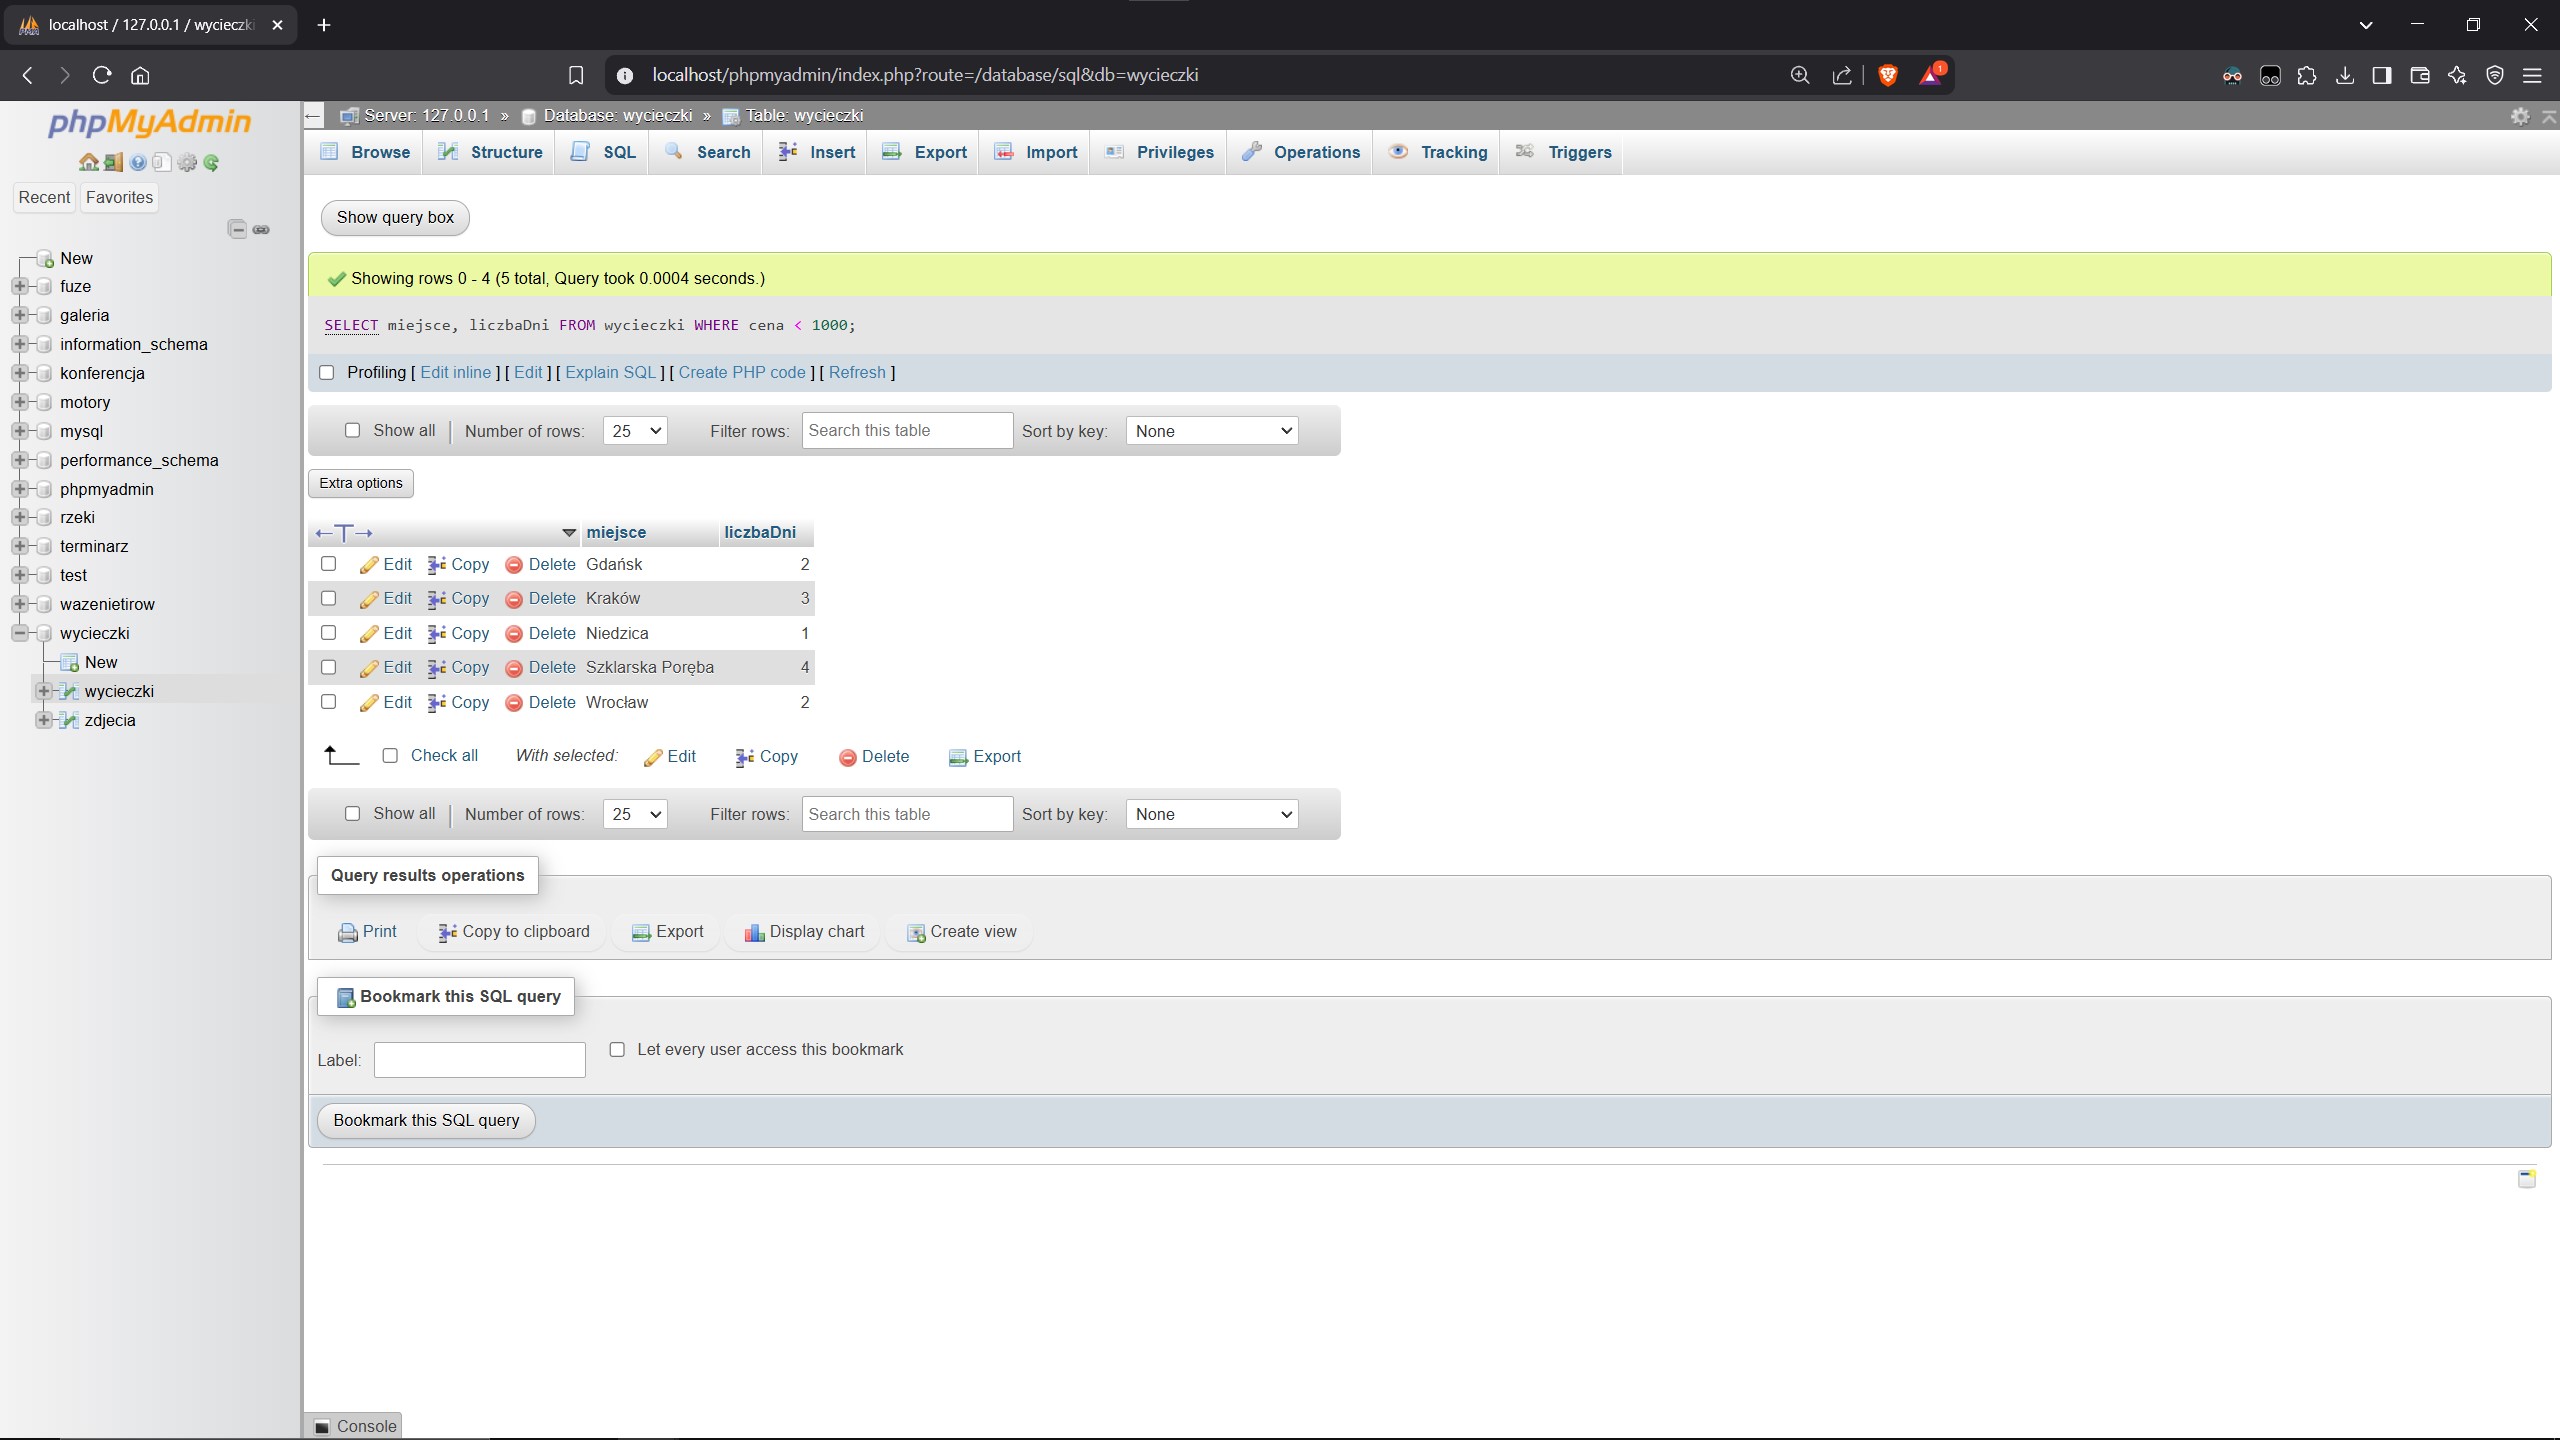 localhost / 127.0.0.1 / wycieczki
localhost/phpmyadmin/index.php?route=/database/sql&db=wycieczki
1
phpMyAdmin
Recent Favorites
New
fuze
galeria
information_schema
konferencja
motory
mysql
performance_schema
phpmyadmin
rzeki
terminarz
test
wazenietirow
wycieczki
New
wycieczki
zdjecia
Server: 127.0.0.1 » Database: wycieczki » Table: wycieczki
Browse Structure SQL Search Insert Export Import Privileges Operations Tracking Triggers
Show query box
Showing rows 0 - 4 (5 total, Query took 0.0004 seconds.)
SELECT miejsce, liczbaDni FROM wycieczki WHERE cena < 1000;
Profiling [ Edit inline ] [ Edit ] [ Explain SQL ] [ Create PHP code ] [ Refresh ]
Show all | Number of rows: 25 Filter rows: Search this table Sort by key: None
Extra options
←T→ miejsce liczbaDni
Edit Copy Delete Gdańsk 2
Edit Copy Delete Kraków 3
Edit Copy Delete Niedzica 1
Edit Copy Delete Szklarska Poręba 4
Edit Copy Delete Wrocław 2
Check all With selected: Edit Copy Delete Export
Show all | Number of rows: 25 Filter rows: Search this table Sort by key: None
Query results operations
Print Copy to clipboard Export Display chart Create view
Bookmark this SQL query
Label: Let every user access this bookmark
Bookmark this SQL query
Console